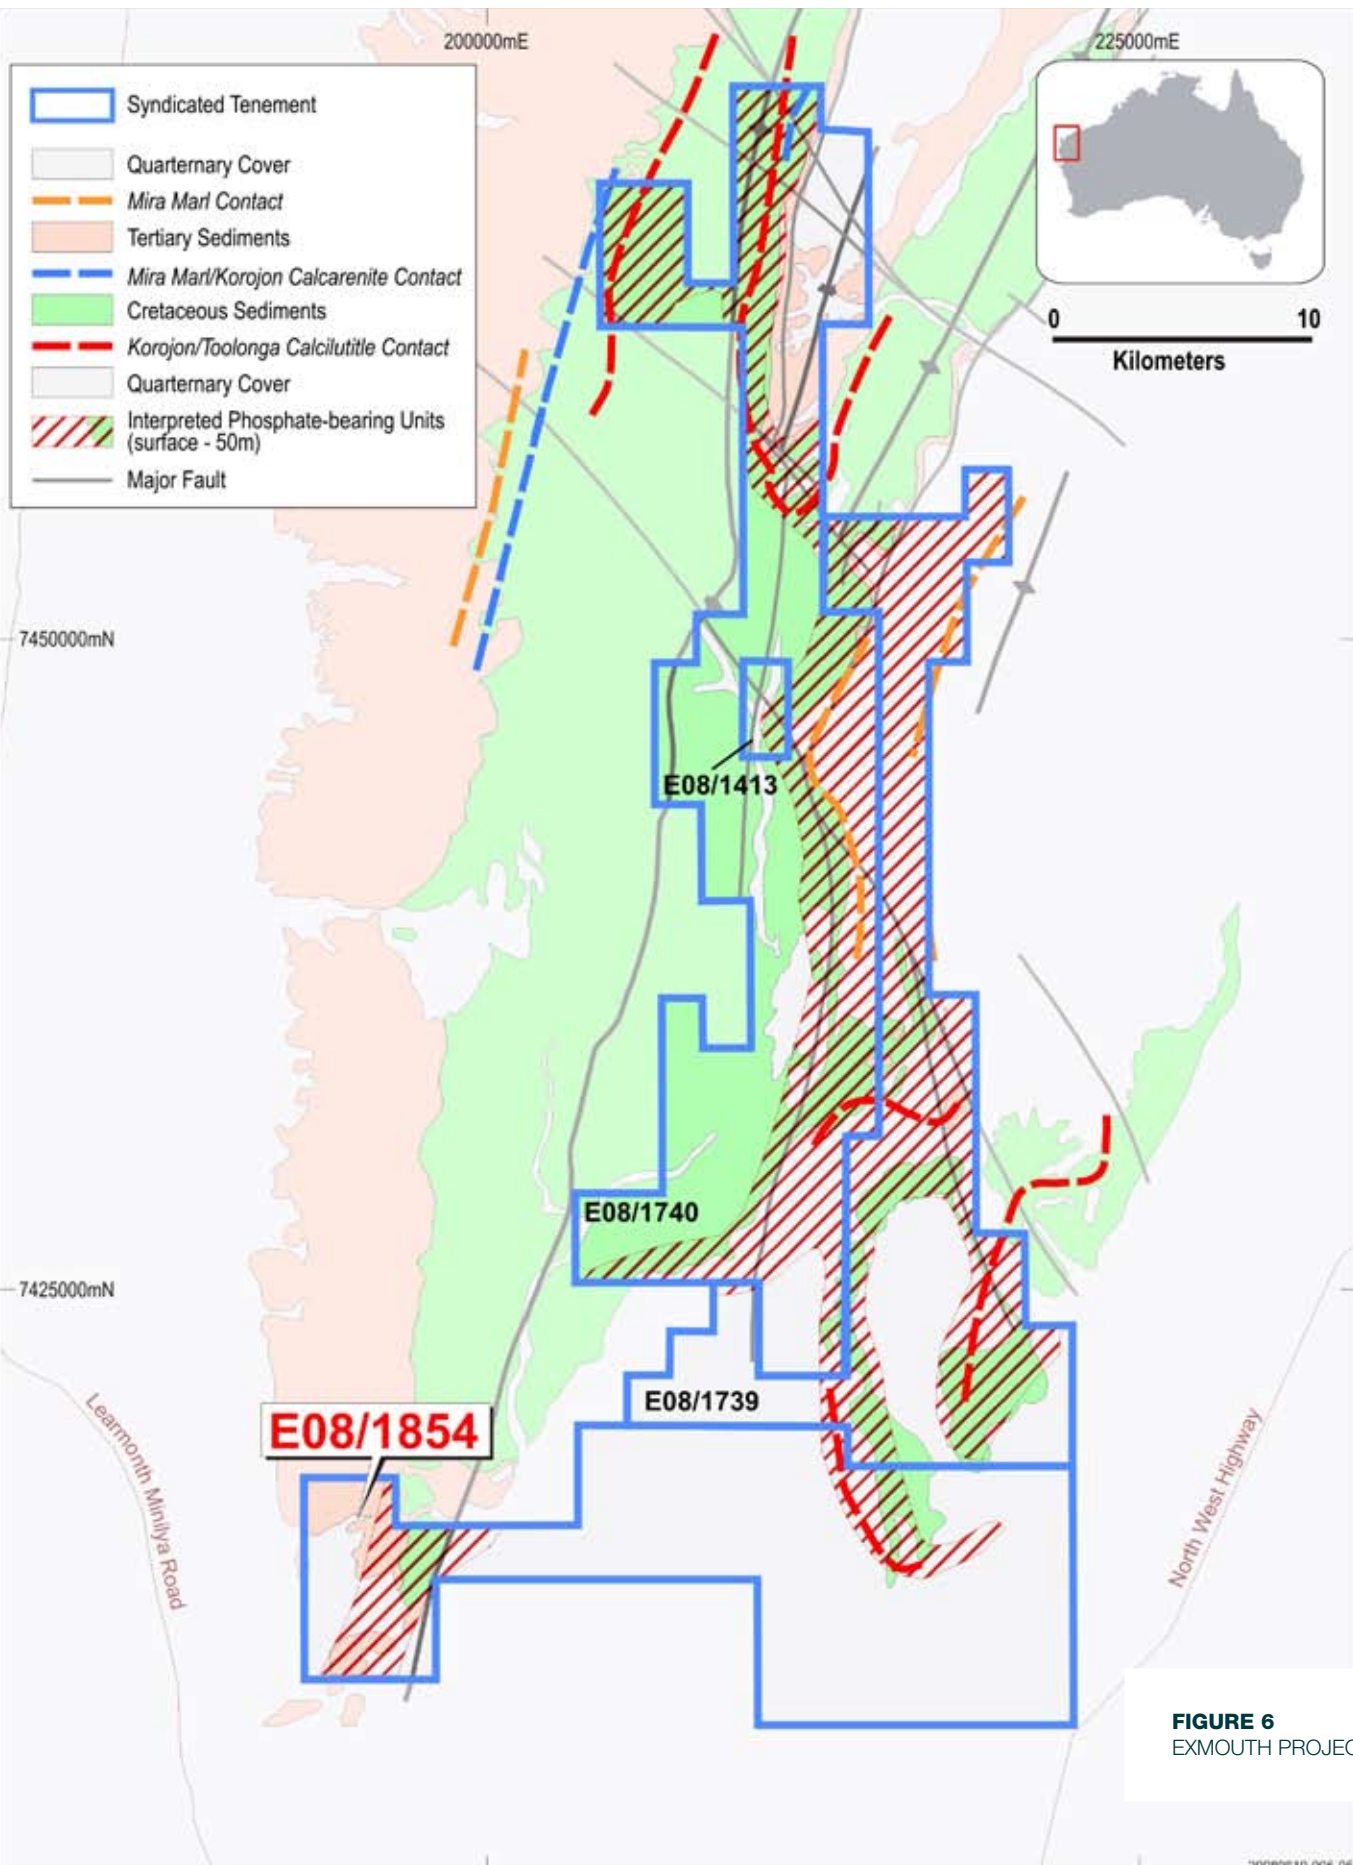 200000mE
225000mE
Syndicated Tenement
Quarternary Cover
Mira Marl Contact
Tertiary Sediments
Mira Marl/Korojon Calcarenite Contact
Cretaceous Sediments
Korojon/Toolonga Calcilutitle Contact
Quarternary Cover
Interpreted Phosphate-bearing Units
(surface - 50m)
Major Fault
0 10
Kilometers
7450000mN
E08/1413
E08/1740
7425000mN
E08/1739
E08/1854
Learmonth Minilya Road
North West Highway
FIGURE 6
EXMOUTH PROJEC